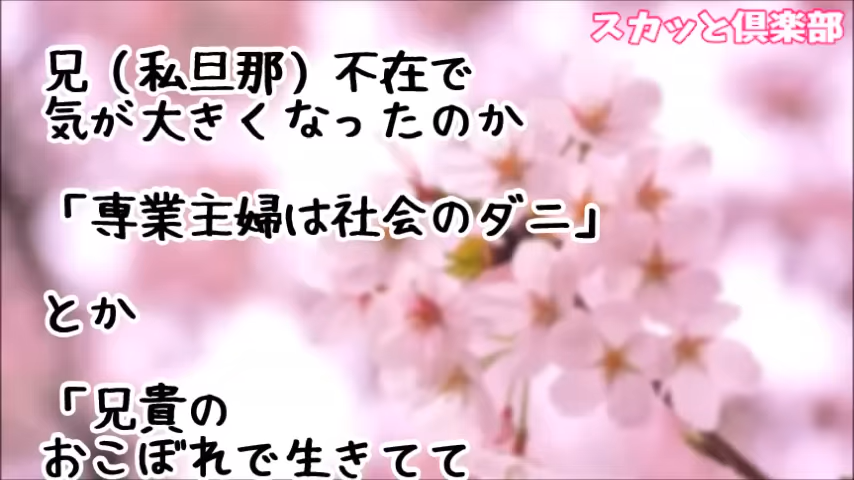 スカッと倶楽部
兄（私旦那）不在で
気が大きくなったのか
「専業主婦は社会のダニ」
とか
「兄貴の
おこぼれで生きてて